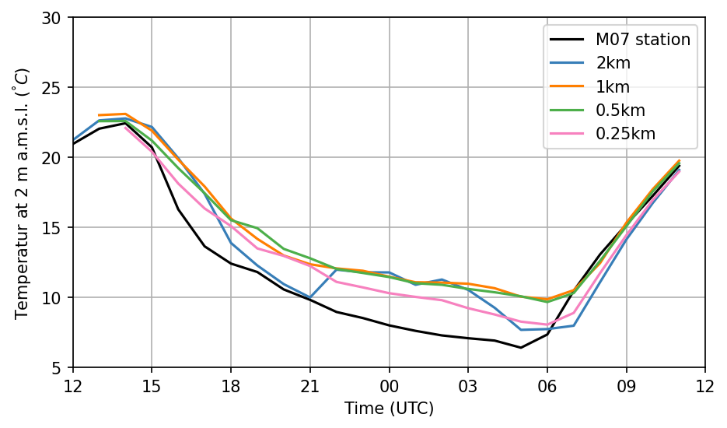 30
25
20
15
10
5
Temperatur at 2 m a.m.s.l. (°C)
M07 station
2km
1km
0.5km
0.25km
12 15 18 21 00 03 06 09 12
Time (UTC)